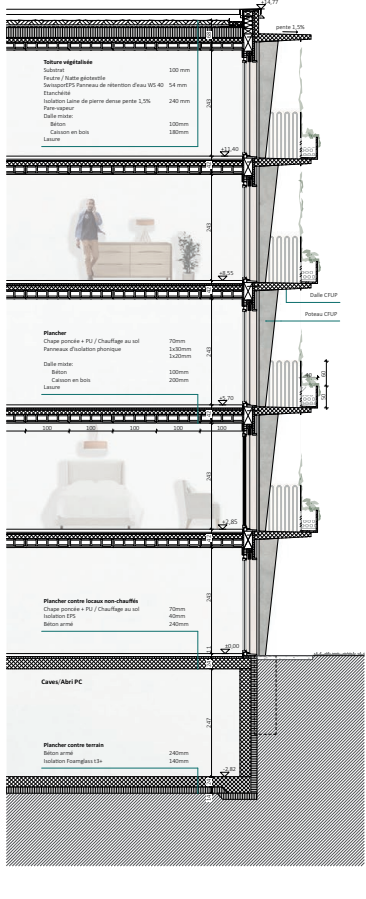 +14,77
pente 1,5%
Toiture végétalisée
Substrat 100 mm
Feutre / Natte géotextile
SwissporEPS Panneau de rétention d'eau WS 40 54 mm
Etanchéité
Isolation Laine de pierre dense pente 1,5% 240 mm
Pare-vapeur
Dalle mixte:
Béton 100mm
Caisson en bois 180mm
Lasure
243
+11,40
243
+8,55
Dalle CFUP
Poteau CFUP
Plancher
Chape poncée + PU / Chauffage au sol 70mm
Panneaux d'isolation phonique 1x30mm
1x20mm
Dalle mixte:
Béton 100mm
Caisson en bois 200mm
Lasure
243
60
50
+5,70
100 100 100 100 100
243
+2,85
Plancher contre locaux non-chauffés
Chape poncée + PU / Chauffage au sol 70mm
Isolation EPS 40mm
Béton armé 240mm
243
11
±0,00
Caves/Abri PC
247
Plancher contre terrain
Béton armé 240mm
Isolation Foamglass t3+ 140mm
-2,82